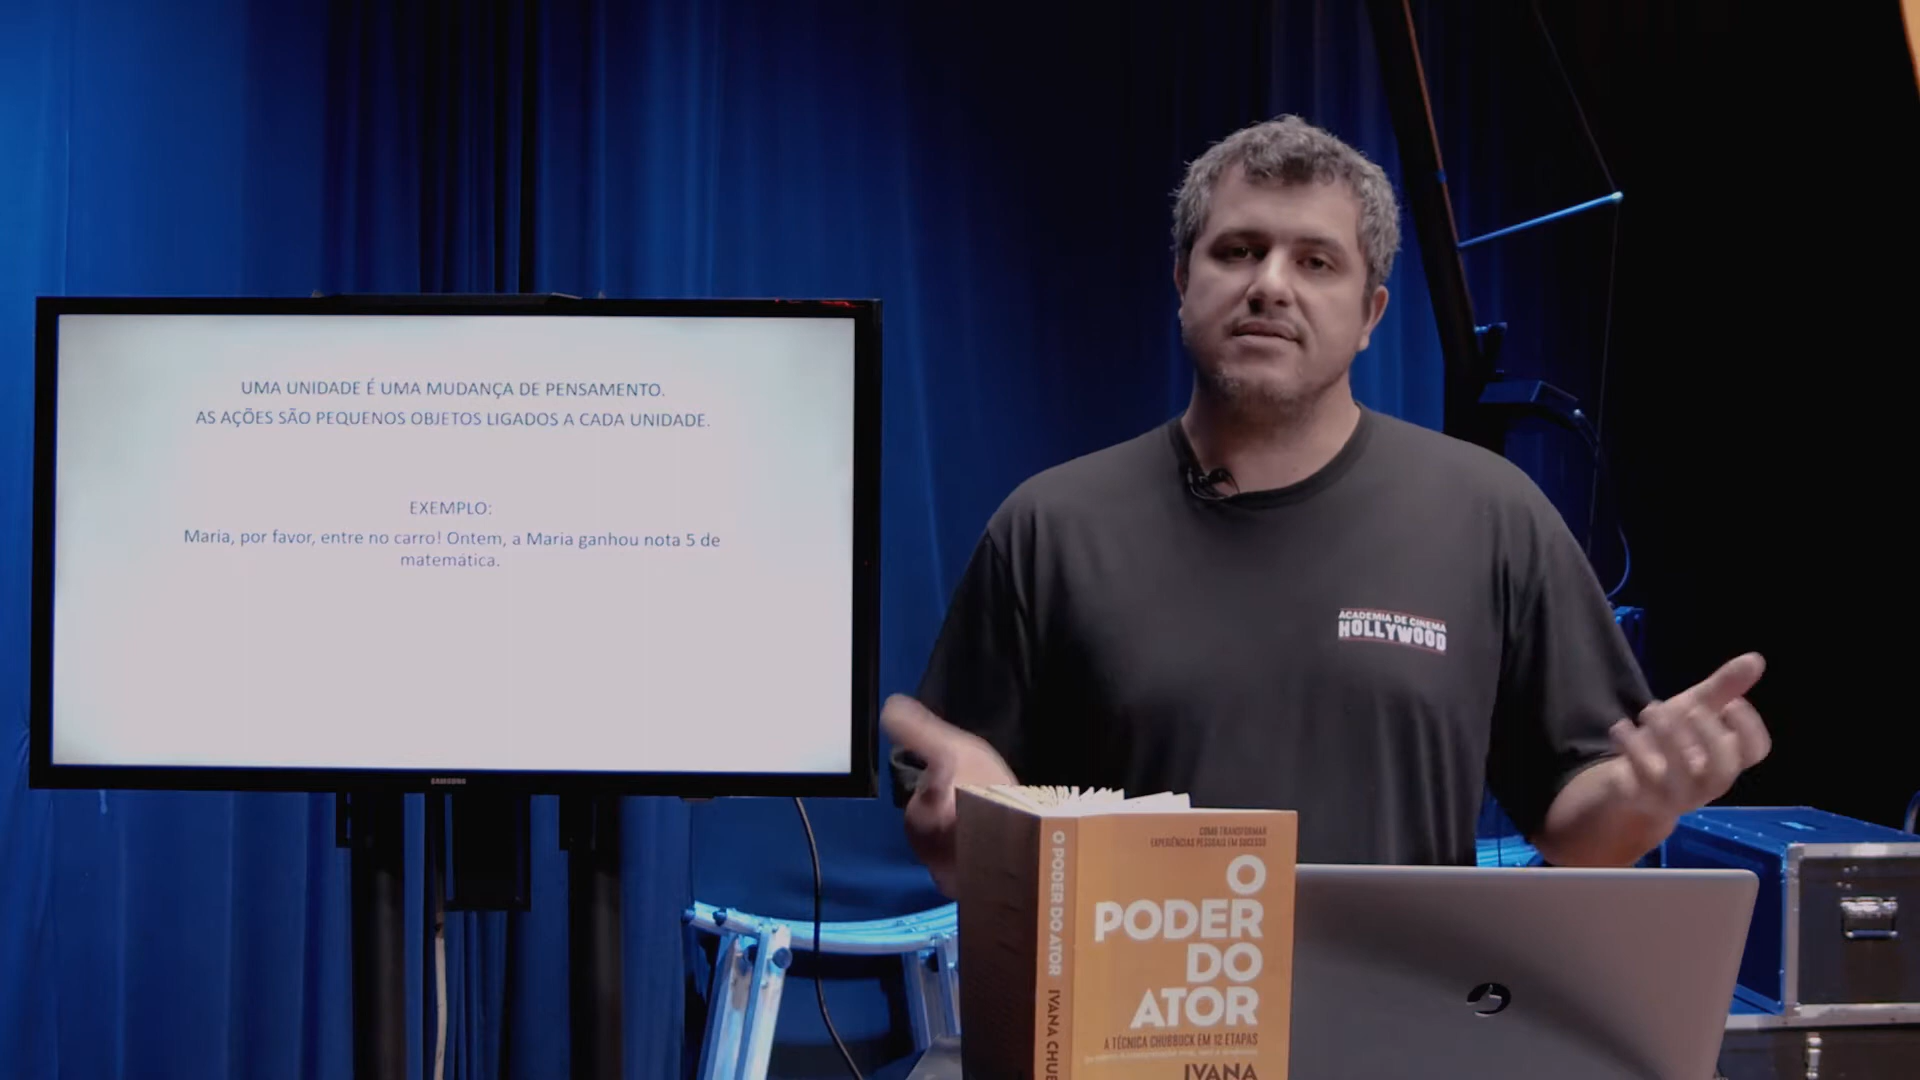 UMA UNIDADE É UMA MUDANÇA DE PENSAMENTO.
AS AÇÕES SÃO PEQUENOS OBJETOS LIGADOS A CADA UNIDADE.
EXEMPLO:
Maria, por favor, entre no carro! Ontem, a Maria ganhou nota 5 de
matemática.
SAMSUNG
ACADEMIA DE CINEMA
HOLLYWOOD
O PODER DO ATOR IVANA CHUB
COMO TRANSFORMAR
EXPERIÊNCIAS PESSOAIS EM SUCESSO
O
PODER
DO
ATOR
A TÉCNICA CHUBBUCK EM 12 ETAPAS
IVANA